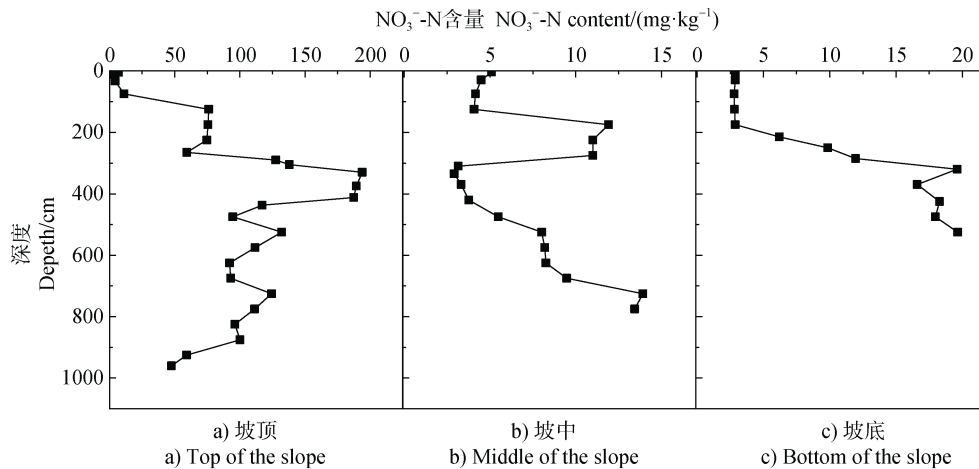 NO₃⁻-N含量 NO₃⁻-N content/(mg·kg⁻¹)
0 50 100 150 200 0 5 10 15 0 5 10 15 20
0
200
400
600
800
1000
深度
Depeth/cm
a) 坡顶 b) 坡中 c) 坡底
a) Top of the slope b) Middle of the slope c) Bottom of the slope